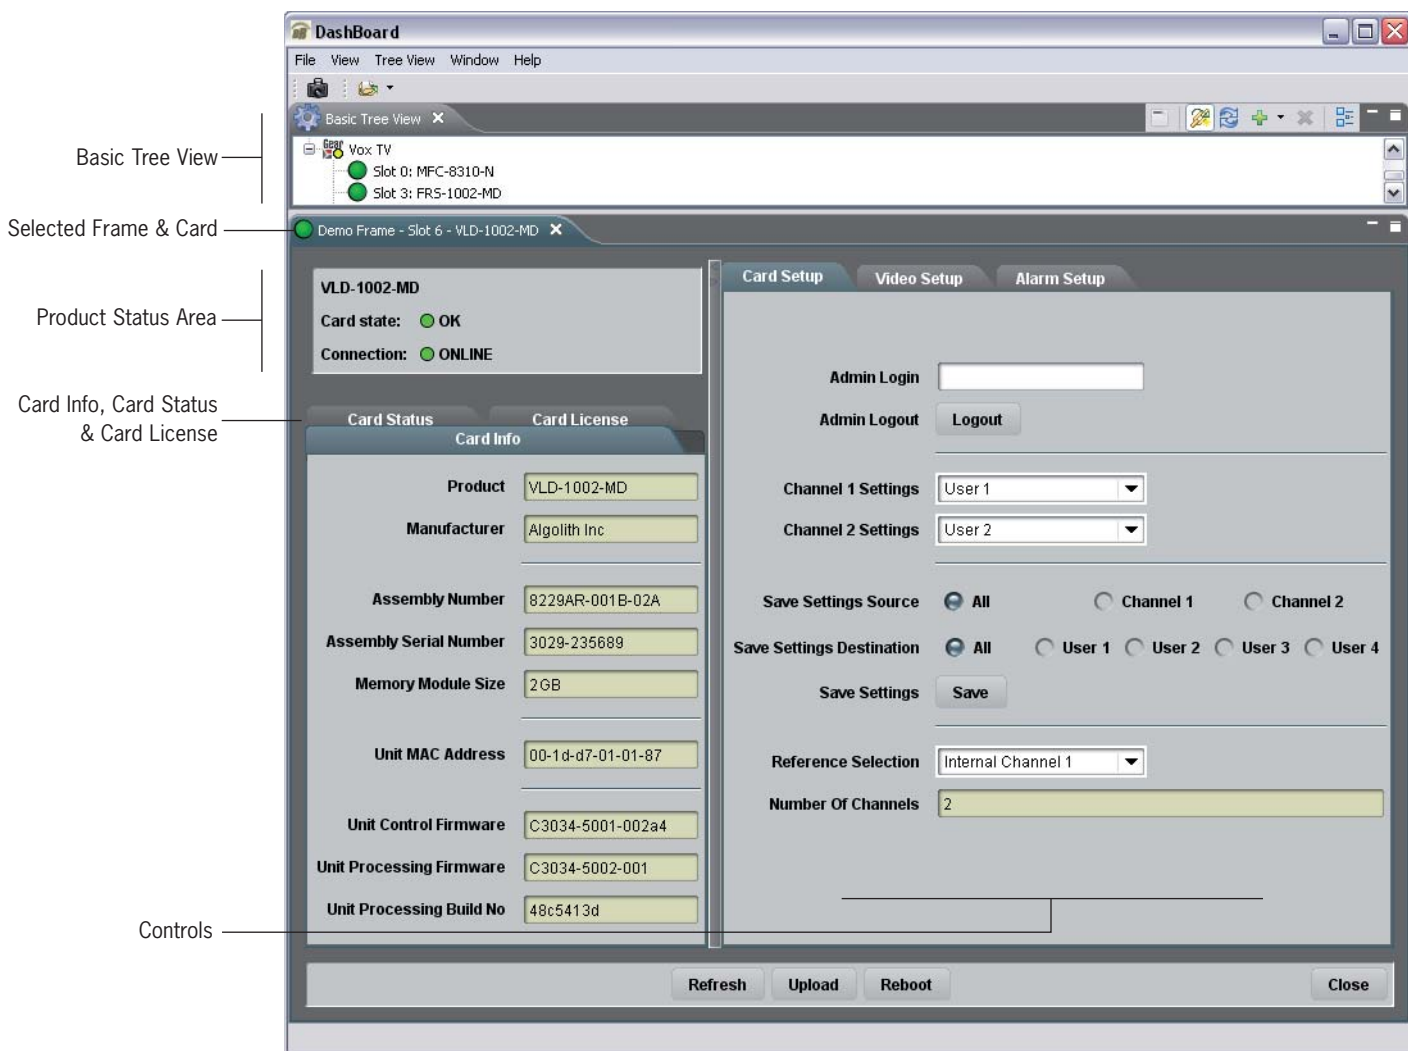 DashBoard
File View Tree View Window Help
Basic Tree View
Basic Tree View
Gear
Vox TV
Slot 0: MFC-8310-N
Slot 3: FRS-1002-MD
Selected Frame & Card
Demo Frame - Slot 6 - VLD-1002-MD
Product Status Area
VLD-1002-MD
Card state: OK
Connection: ONLINE
Card Info, Card Status
& Card License
Card Status Card License
Card Info
Product VLD-1002-MD
Manufacturer Algolith Inc
Assembly Number 8229AR-001B-02A
Assembly Serial Number 3029-235689
Memory Module Size 2GB
Unit MAC Address 00-1d-d7-01-01-87
Unit Control Firmware C3034-5001-002a4
Unit Processing Firmware C3034-5002-001
Unit Processing Build No 48c5413d
Card Setup Video Setup Alarm Setup
Admin Login
Admin Logout Logout
Channel 1 Settings User 1
Channel 2 Settings User 2
Save Settings Source All Channel 1 Channel 2
Save Settings Destination All User 1 User 2 User 3 User 4
Save Settings Save
Reference Selection Internal Channel 1
Number Of Channels 2
Controls
Refresh Upload Reboot Close